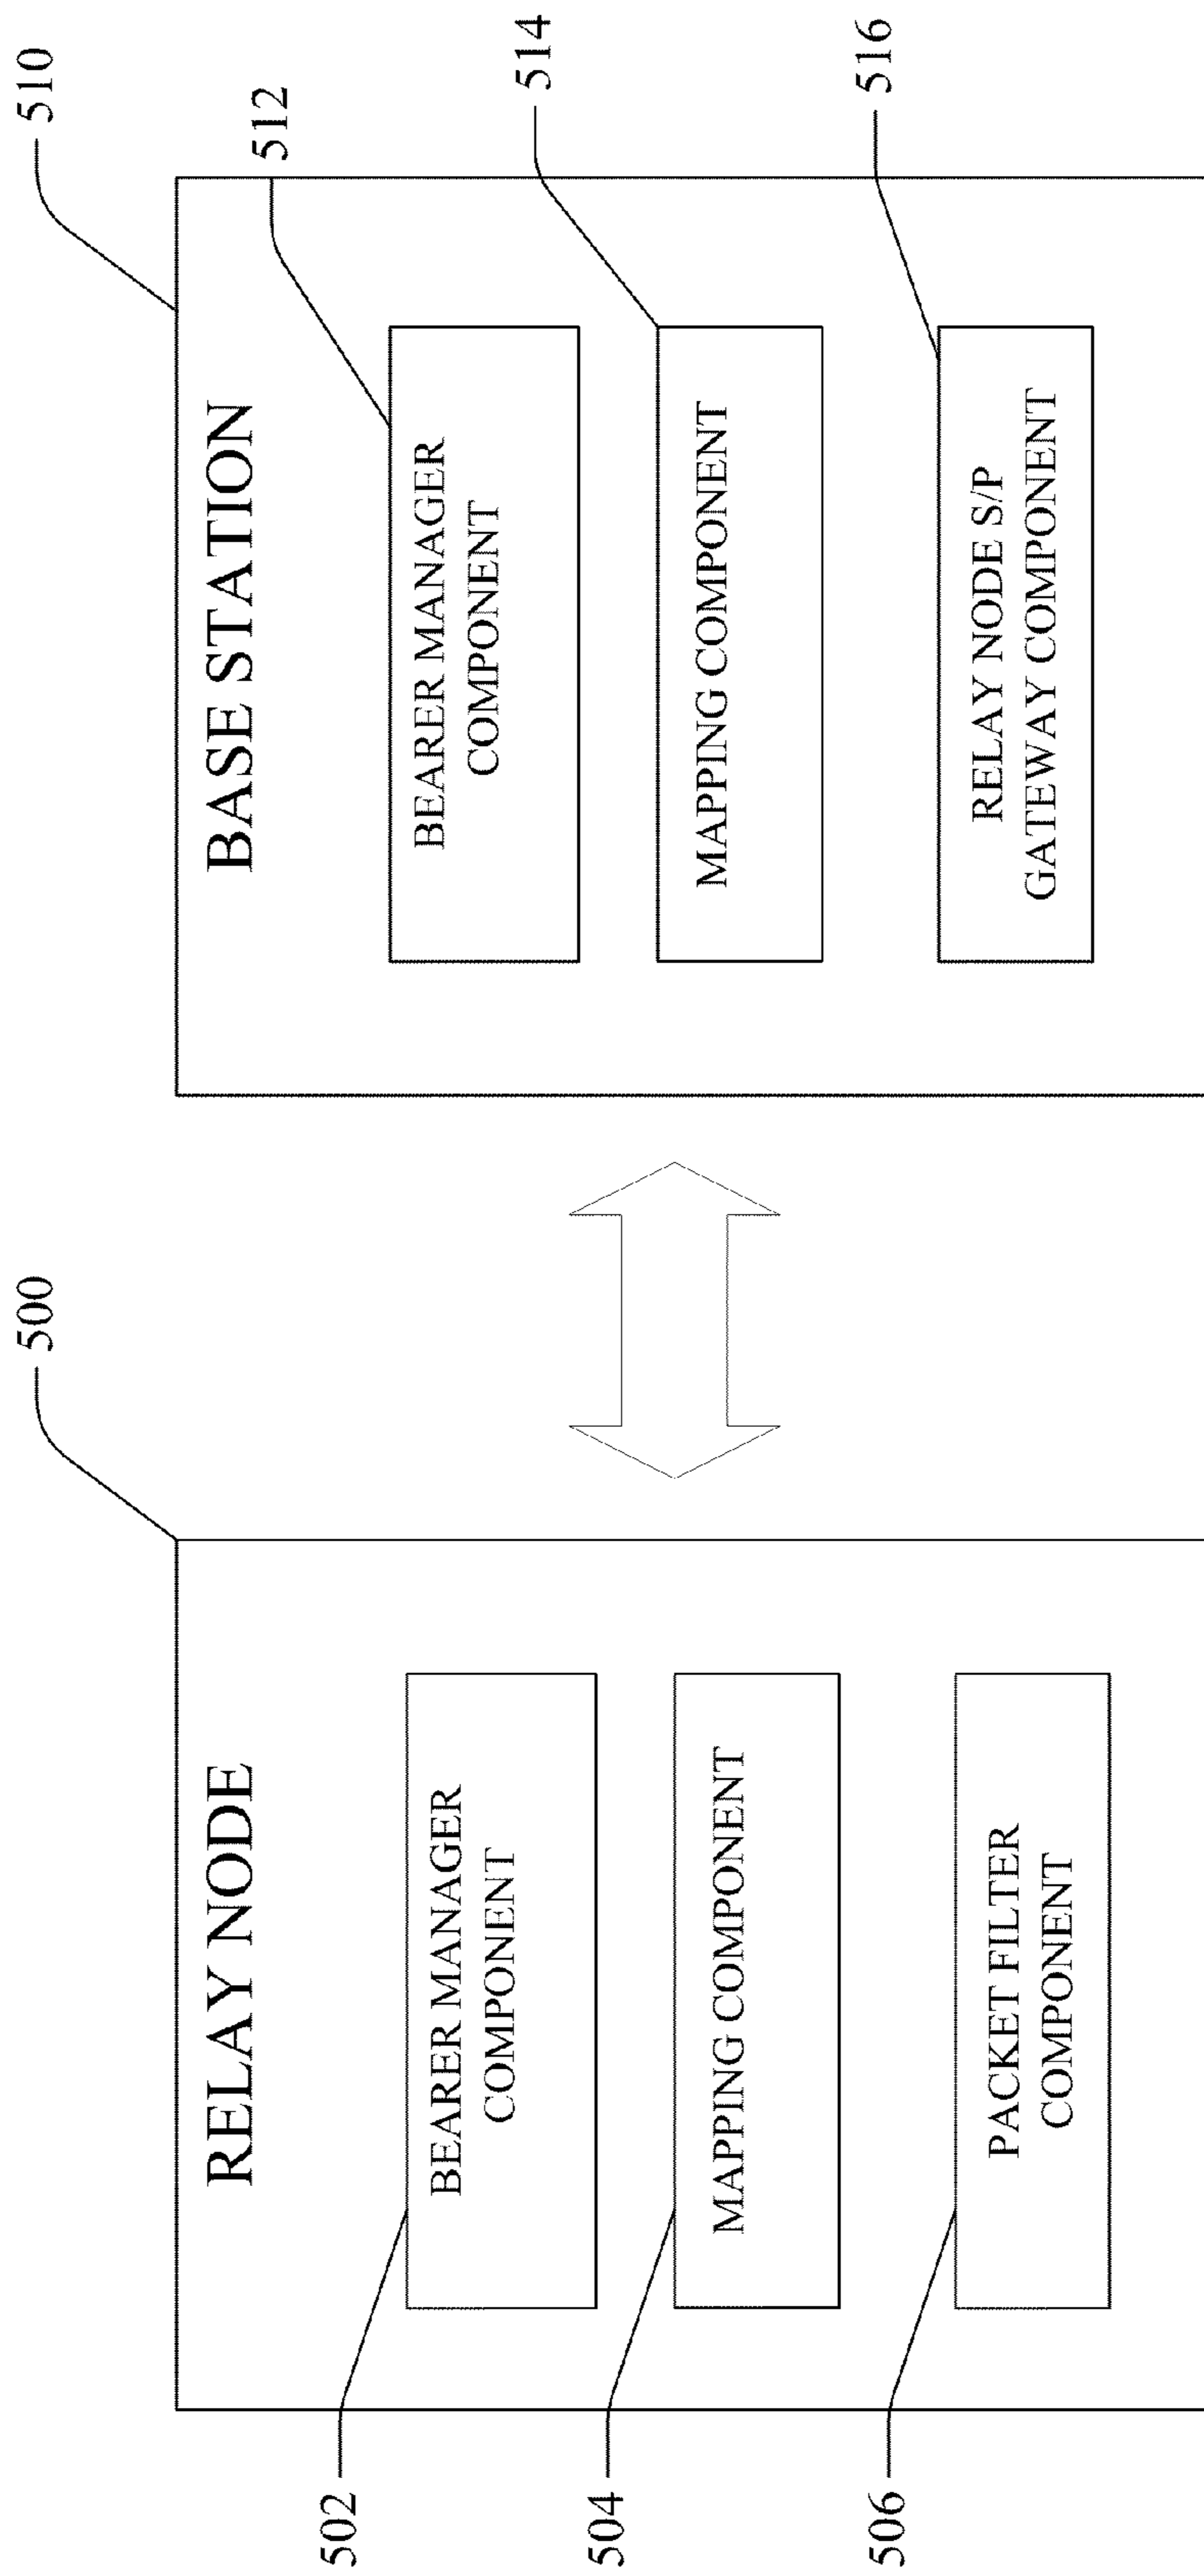 500
RELAY NODE
502
BEARER MANAGER
COMPONENT
504
MAPPING COMPONENT
506
PACKET FILTER
COMPONENT
510
BASE STATION
512
BEARER MANAGER
COMPONENT
514
MAPPING COMPONENT
516
RELAY NODE S/P
GATEWAY COMPONENT